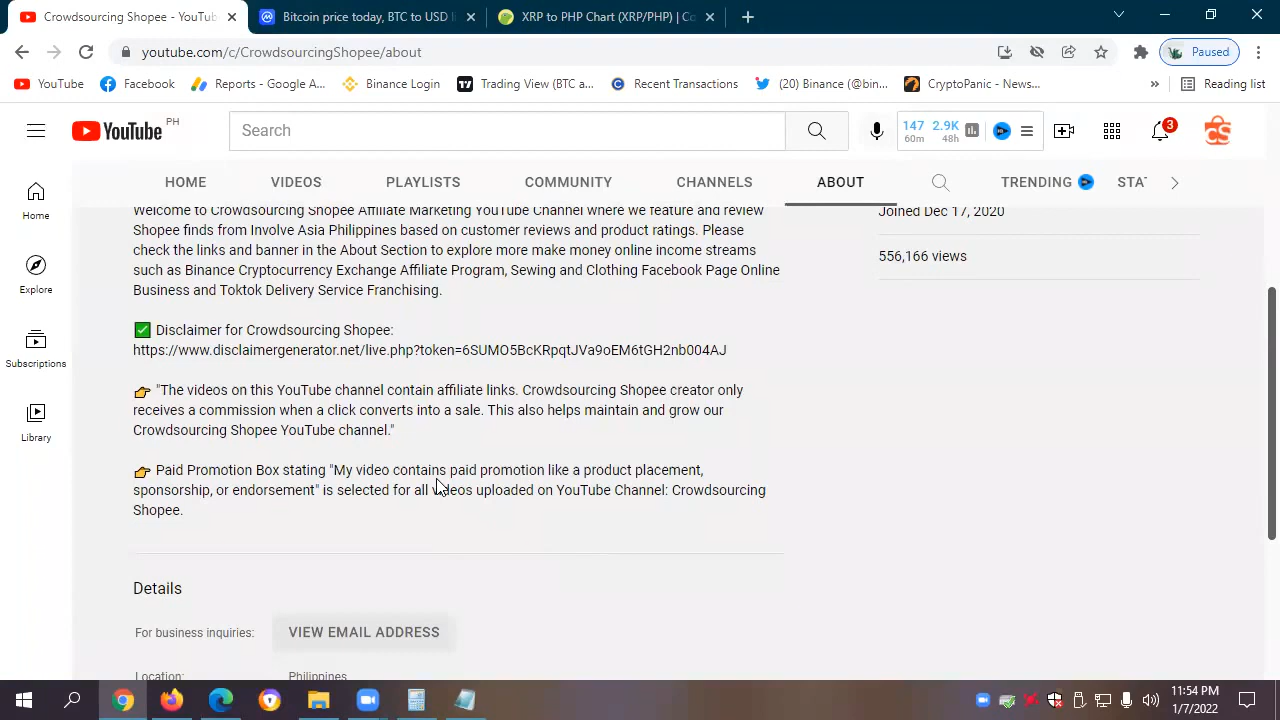 Crowdsourcing Shopee - YouTub
Bitcoin price today, BTC to USD li
XRP to PHP Chart (XRP/PHP) | Co
youtube.com/c/CrowdsourcingShopee/about
Paused
YouTube
Facebook
Reports - Google A...
Binance Login
Trading View (BTC a...
Recent Transactions
(20) Binance (@bin...
CryptoPanic - News...
»
Reading list
YouTube PH
Search
147 2.9K
60m 48h
3
HOME
VIDEOS
PLAYLISTS
COMMUNITY
CHANNELS
ABOUT
TRENDING
STAT
Home
Explore
Subscriptions
Library
Welcome to Crowdsourcing Shopee Affiliate Marketing YouTube Channel where we feature and review
Shopee finds from Involve Asia Philippines based on customer reviews and product ratings. Please
check the links and banner in the About Section to explore more make money online income streams
such as Binance Cryptocurrency Exchange Affiliate Program, Sewing and Clothing Facebook Page Online
Business and Toktok Delivery Service Franchising.
✅ Disclaimer for Crowdsourcing Shopee:
https://www.disclaimergenerator.net/live.php?token=6SUMO5BcKRpqtJVa9oEM6tGH2nb004AJ
👉 "The videos on this YouTube channel contain affiliate links. Crowdsourcing Shopee creator only
receives a commission when a click converts into a sale. This also helps maintain and grow our
Crowdsourcing Shopee YouTube channel."
👉 Paid Promotion Box stating "My video contains paid promotion like a product placement,
sponsorship, or endorsement" is selected for all videos uploaded on YouTube Channel: Crowdsourcing
Shopee.
Joined Dec 17, 2020
556,166 views
Details
For business inquiries:
VIEW EMAIL ADDRESS
Location:
Philippines
11:54 PM
1/7/2022